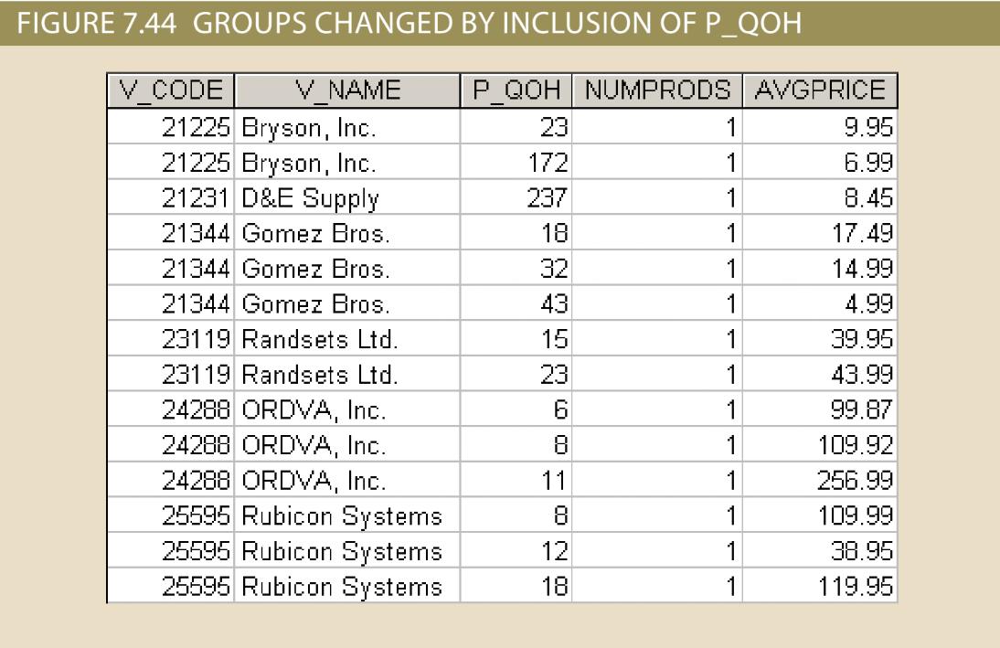 FIGURE 7.44 GROUPS CHANGED BY INCLUSION OF P_QOH
V_CODE V_NAME P_QOH NUMPRODS AVGPRICE
21225 Bryson, Inc. 23 1 9.95
21225 Bryson, Inc. 172 1 6.99
21231 D&E Supply 237 1 8.45
21344 Gomez Bros. 18 1 17.49
21344 Gomez Bros. 32 1 14.99
21344 Gomez Bros. 43 1 4.99
23119 Randsets Ltd. 15 1 39.95
23119 Randsets Ltd. 23 1 43.99
24288 ORDVA, Inc. 6 1 99.87
24288 ORDVA, Inc. 8 1 109.92
24288 ORDVA, Inc. 11 1 256.99
25595 Rubicon Systems 8 1 109.99
25595 Rubicon Systems 12 1 38.95
25595 Rubicon Systems 18 1 119.95